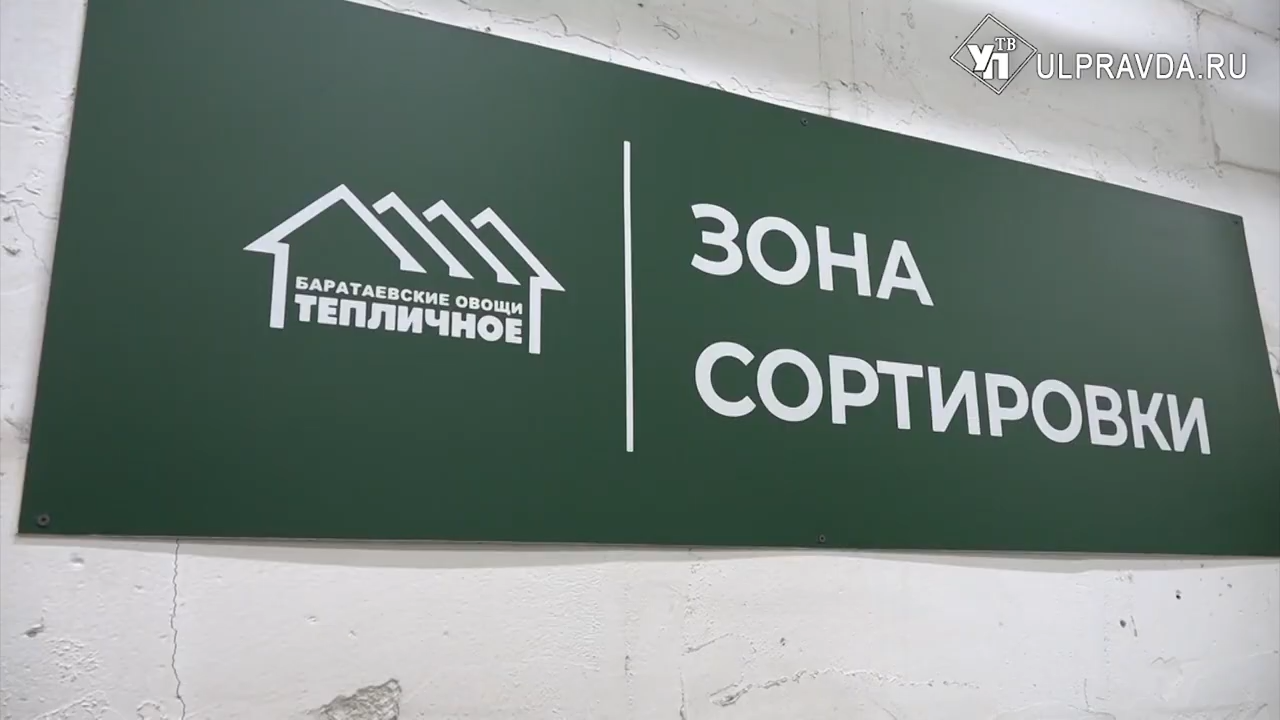 УП ТВ ULPRAVDA.RU
БАРАТАЕВСКИЕ ОВОЩИ
ТЕПЛИЧНОЕ
ЗОНА
СОРТИРОВКИ